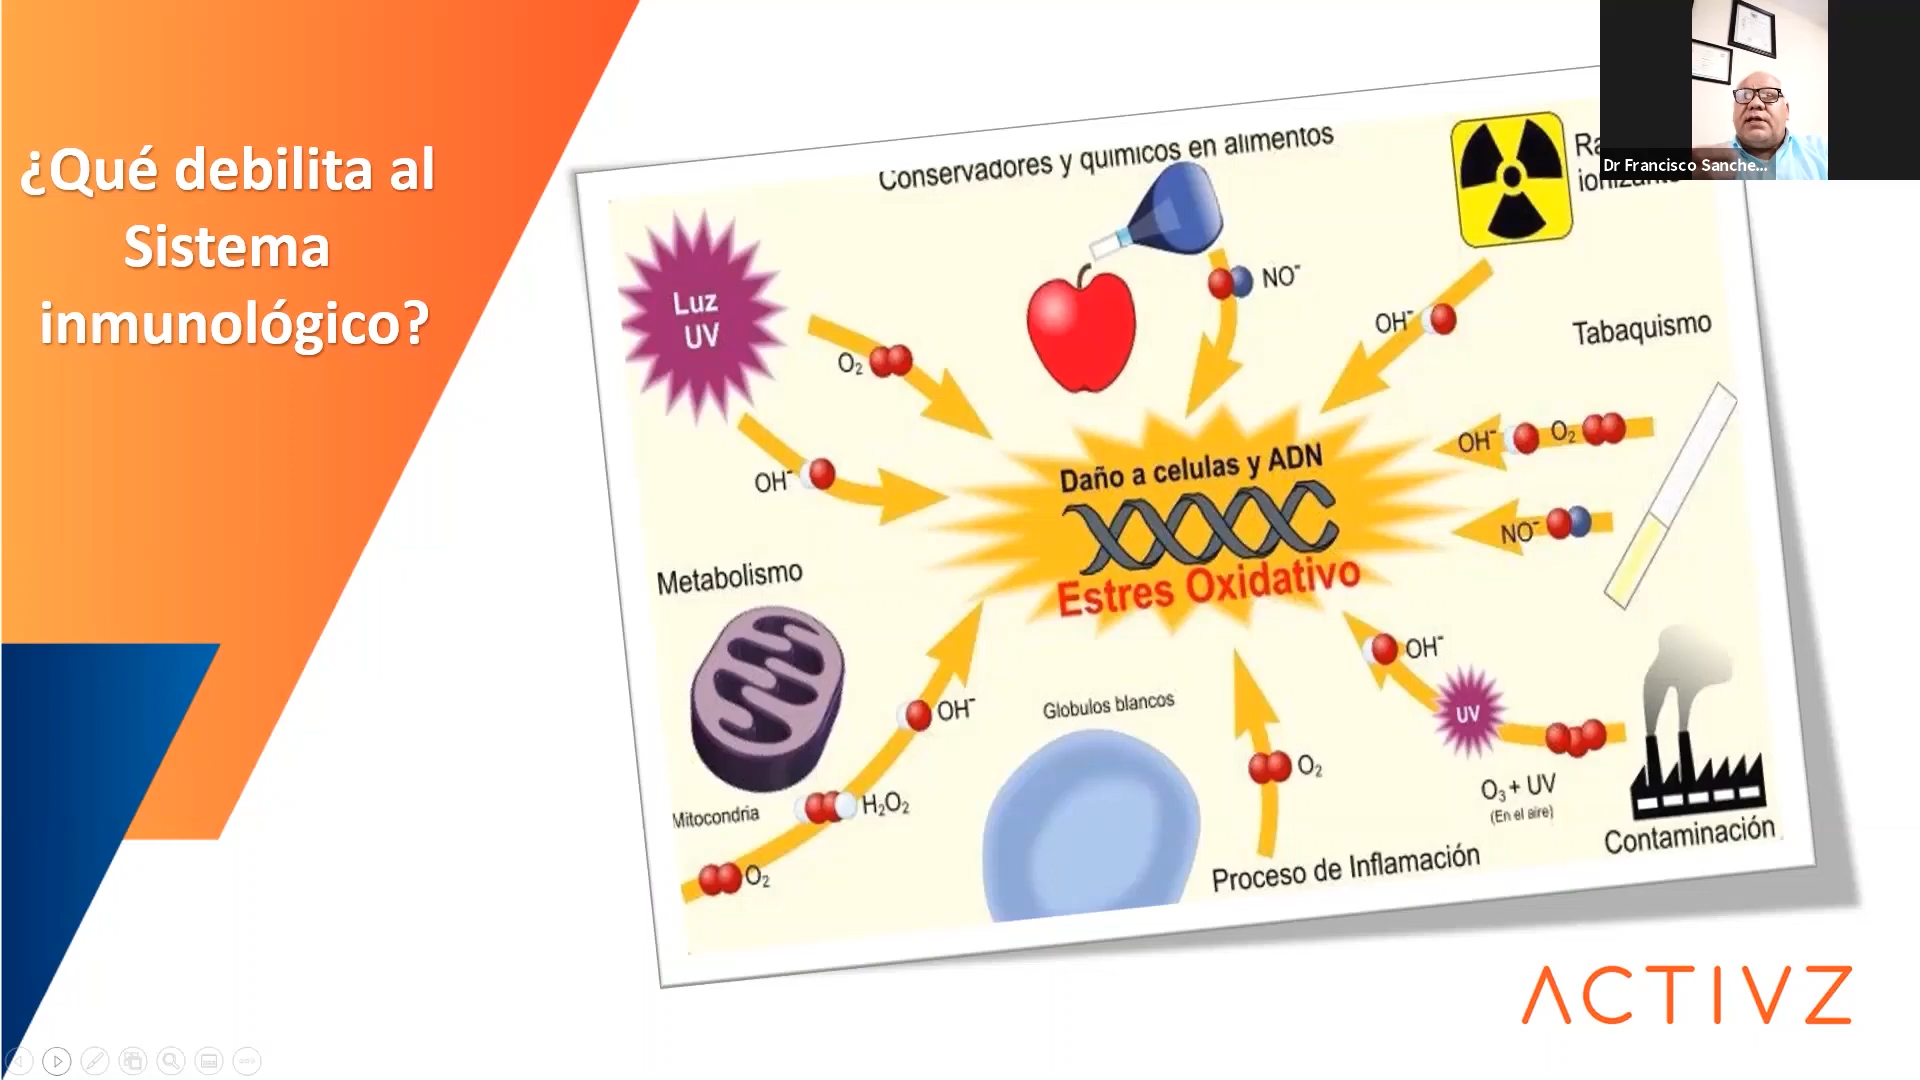 ¿Qué debilita al
Sistema
inmunológico?
Dr Francisco Sanche...
Conservadores y químicos en alimentos
Luz
UV
NO⁻
OH⁻
O₂
Tabaquismo
OH⁻
OH⁻ O₂
NO⁻
Daño a celulas y ADN
Estres Oxidativo
Metabolismo
OH⁻
OH⁻
Globulos blancos
UV
Mitocondria
H₂O₂
O₂
O₂
O₃ + UV
(En el aire)
Proceso de Inflamación
Contaminación
ACTIVZ